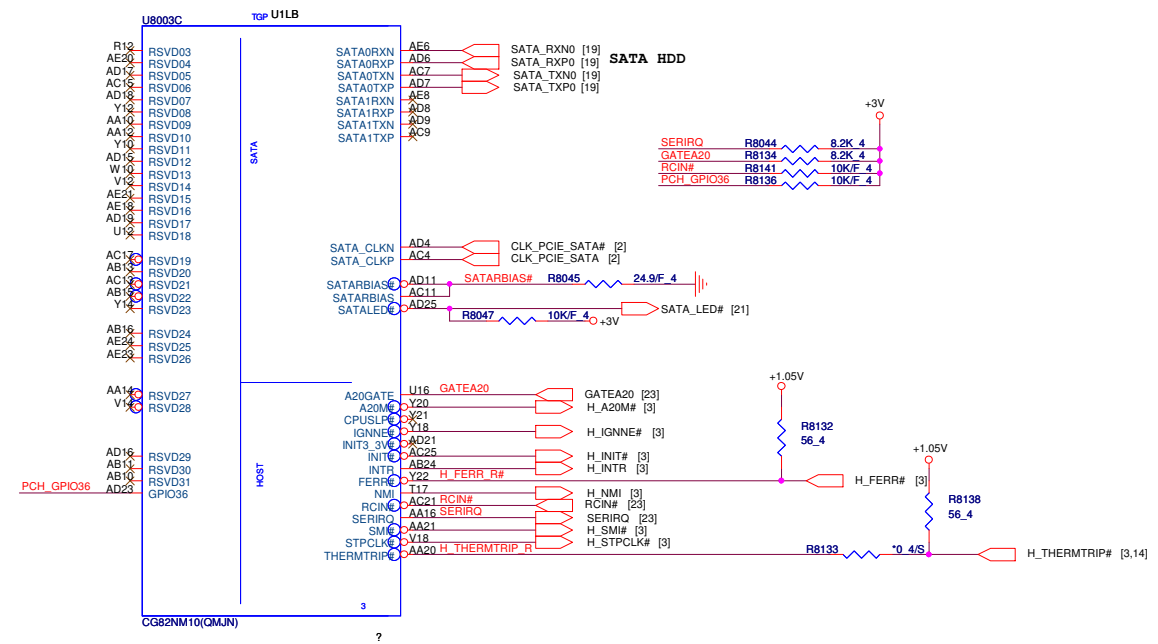 U8003C TGP U1LB
R12 RSVD03
AE20 RSVD04
AD17 RSVD05
AC15 RSVD06
AD18 RSVD07
Y12 RSVD08
AA10 RSVD09
AA12 RSVD10
Y10 RSVD11
AD15 RSVD12
W10 RSVD13
V12 RSVD14
AE21 RSVD15
AE18 RSVD16
AD19 RSVD17
U12 RSVD18
AC17 RSVD19
AB13 RSVD20
AC13 RSVD21
AB15 RSVD22
Y14 RSVD23
AB16 RSVD24
AE24 RSVD25
AE23 RSVD26
AA14 RSVD27
V14 RSVD28
AD16 RSVD29
AB11 RSVD30
AB10 RSVD31
PCH_GPIO36 AD23 GPIO36
SATA
HOST
SATA0RXN AE6 SATA_RXN0 [19]
SATA0RXP AD6 SATA_RXP0 [19]
SATA0TXN AC7 SATA_TXN0 [19]
SATA0TXP AD7 SATA_TXP0 [19]
SATA HDD
SATA1RXN AE8
SATA1RXP AD8
SATA1TXN AD9
SATA1TXP AC9
SATA_CLKN AD4 CLK_PCIE_SATA# [2]
SATA_CLKP AC4 CLK_PCIE_SATA [2]
SATARBIAS# AD11 SATARBIAS# R8045 24.9/F_4
SATARBIAS AC11
SATALED# AD25 SATA_LED# [21]
R8047 10K/F_4 +3V
A20GATE U16 GATEA20 GATEA20 [23]
A20M# Y20 H_A20M# [3]
CPUSLP# Y21
IGNNE# Y18 H_IGNNE# [3]
INIT3_3V# AD21
INIT# AC25 H_INIT# [3]
INTR AB24 H_INTR [3]
FERR# Y22 H_FERR_R# H_FERR# [3]
NMI T17 H_NMI [3]
RCIN# AC21 RCIN# RCIN# [23]
SERIRQ AA16 SERIRQ SERIRQ [23]
SMI# AA21 H_SMI# [3]
STPCLK# V18 H_STPCLK# [3]
THERMTRIP# AA20 H_THERMTRIP_R R8133 *0_4/S H_THERMTRIP# [3,14]
+3V
SERIRQ R8044 8.2K_4
GATEA20 R8134 8.2K_4
RCIN# R8141 10K/F_4
PCH_GPIO36 R8136 10K/F_4
+1.05V
R8132
56_4
+1.05V
R8138
56_4
3
CG82NM10(QMJN)
?